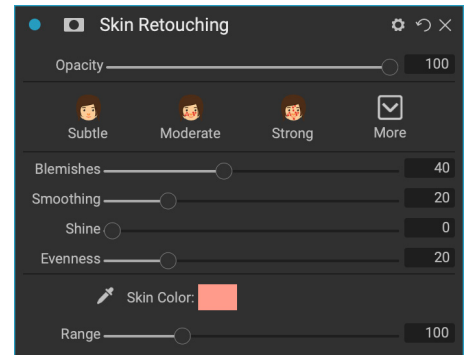 Skin Retouching
Opacity 100
Subtle Moderate Strong More
Blemishes 40
Smoothing 20
Shine 0
Evenness 20
Skin Color:
Range 100